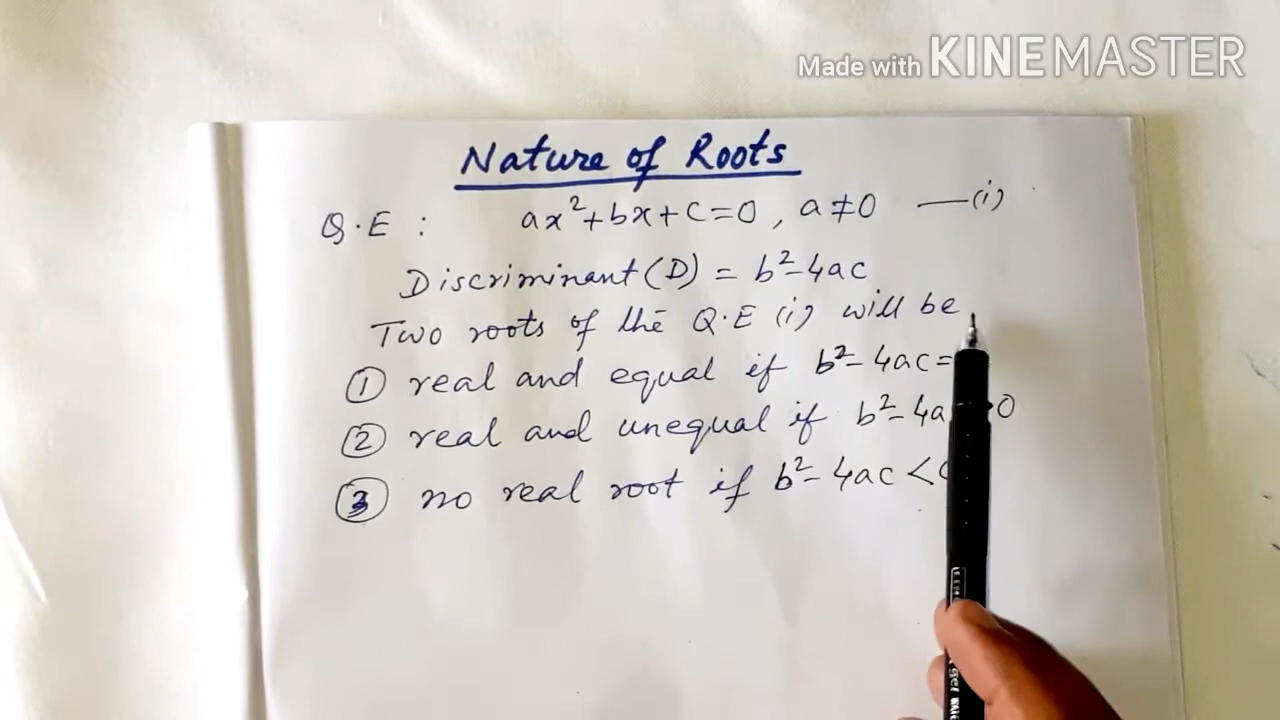 Made with KINEMASTER
Nature of Roots
Q.E : ax²+bx+c=0, a≠0 —(i)
Discriminant (D) = b²-4ac
Two roots of the Q.E (i) will be
① real and equal if b²-4ac=
② real and unequal if b²-4a 0
③ no real root if b²-4ac <